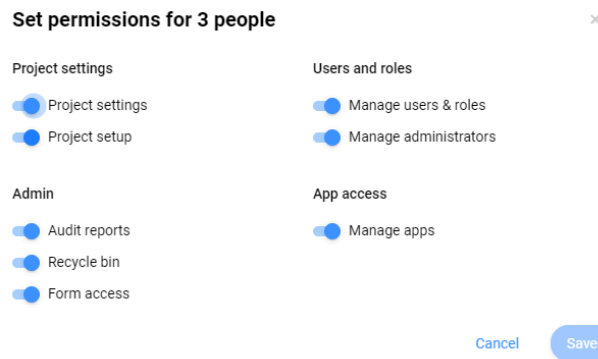 Set permissions for 3 people
Project settings
Project settings
Project setup
Users and roles
Manage users & roles
Manage administrators
Admin
Audit reports
Recycle bin
Form access
App access
Manage apps
Cancel
Save